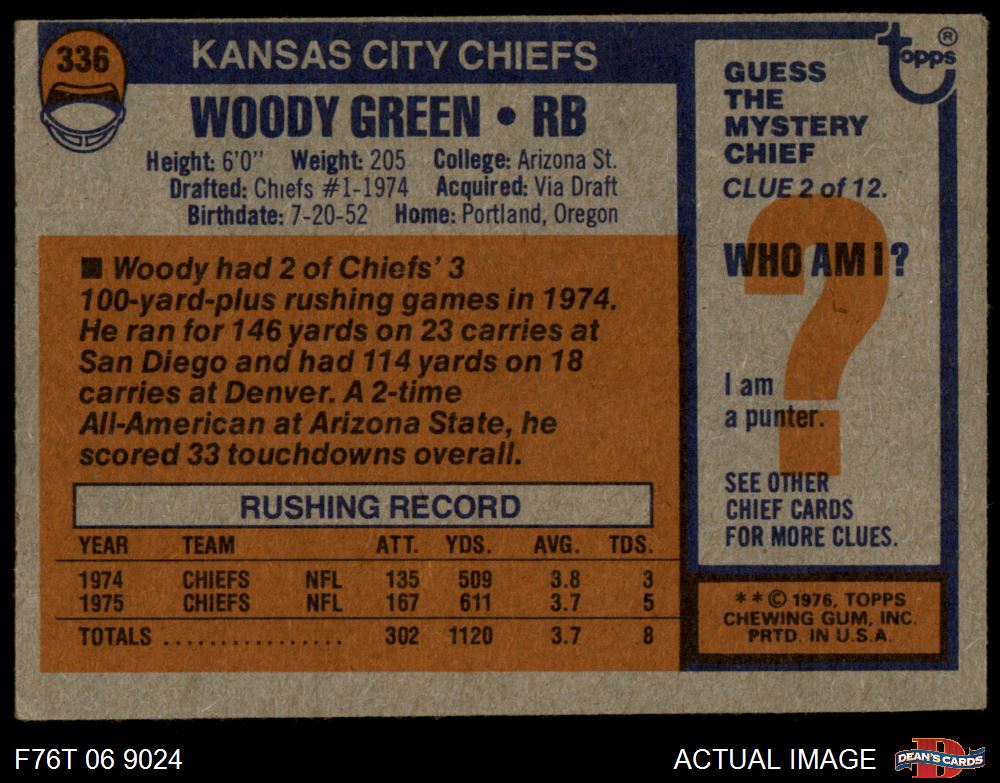 336
KANSAS CITY CHIEFS
WOODY GREEN • RB
Height: 6'0" Weight: 205 College: Arizona St.
Drafted: Chiefs #1-1974 Acquired: Via Draft
Birthdate: 7-20-52 Home: Portland, Oregon
■ Woody had 2 of Chiefs' 3
100-yard-plus rushing games in 1974.
He ran for 146 yards on 23 carries at
San Diego and had 114 yards on 18
carries at Denver. A 2-time
All-American at Arizona State, he
scored 33 touchdowns overall.
RUSHING RECORD
YEAR TEAM ATT. YDS. AVG. TDS.
1974 CHIEFS NFL 135 509 3.8 3
1975 CHIEFS NFL 167 611 3.7 5
TOTALS ................ 302 1120 3.7 8
topps ®
GUESS
THE
MYSTERY
CHIEF
CLUE 2 of 12.
?
WHO AM I?
I am
a punter.
SEE OTHER
CHIEF CARDS
FOR MORE CLUES.
* * © 1976, TOPPS
CHEWING GUM, INC.
PRTD. IN U.S.A.
F76T 06 9024
ACTUAL IMAGE
D
DEAN'S CARDS